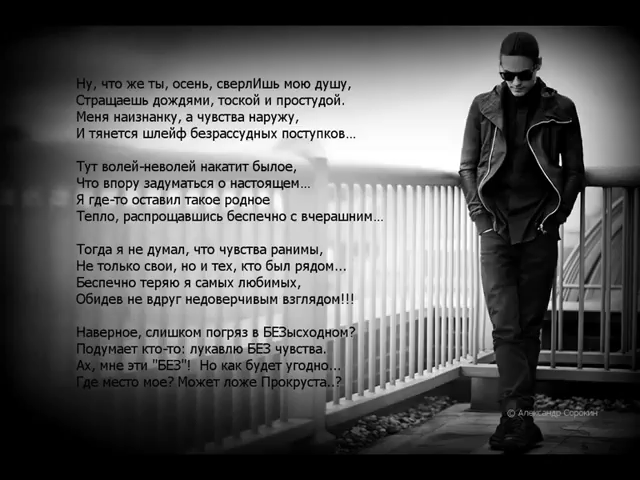 Ну, что же ты, осень, сверлИшь мою душу,
Стращаешь дождями, тоской и простудой.
Меня наизнанку, а чувства наружу,
И тянется шлейф безрассудных поступков...
Тут волей-неволей накатит былое,
Что впору задуматься о настоящем...
Я где-то оставил такое родное
Тепло, распрощавшись беспечно с вчерашним...
Тогда я не думал, что чувства ранимы,
Не только свои, но и тех, кто был рядом...
Беспечно теряю я самых любимых,
Обидев не вдруг недоверчивым взглядом!!!
Наверное, слишком погряз в БЕЗысходном?
Подумает кто-то: лукавлю БЕЗ чувства.
Ах, мне эти "БЕЗ"!  Но как будет угодно...
Где место мое? Может ложе Прокруста..?
© Александр Сорокин